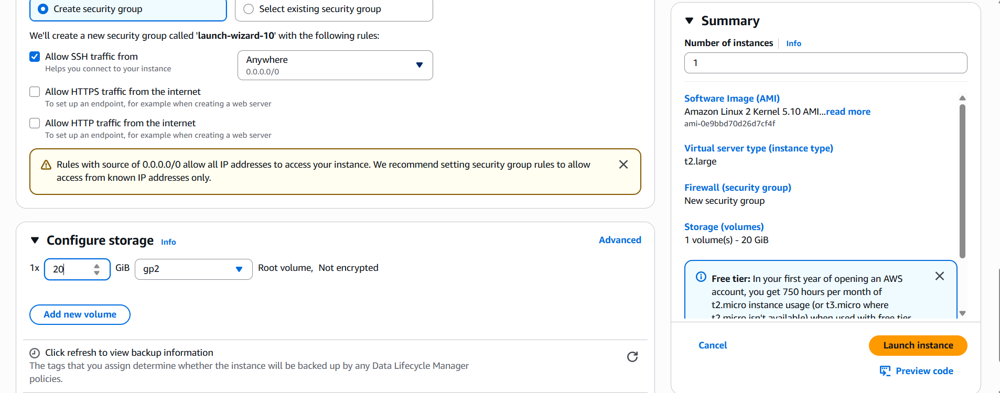 Create security group
Select existing security group
We'll create a new security group called 'launch-wizard-10' with the following rules:
Allow SSH traffic from
Helps you connect to your instance
Anywhere
0.0.0.0/0
Allow HTTPS traffic from the internet
To set up an endpoint, for example when creating a web server
Allow HTTP traffic from the internet
To set up an endpoint, for example when creating a web server
Rules with source of 0.0.0.0/0 allow all IP addresses to access your instance. We recommend setting security group rules to allow
access from known IP addresses only.
Configure storage Info
Advanced
1x 20 GiB gp2 Root volume, Not encrypted
Add new volume
Click refresh to view backup information
The tags that you assign determine whether the instance will be backed up by any Data Lifecycle Manager
policies.
Summary
Number of instances Info
1
Software Image (AMI)
Amazon Linux 2 Kernel 5.10 AMI...read more
ami-0e9bbd70d26d7cf4f
Virtual server type (instance type)
t2.large
Firewall (security group)
New security group
Storage (volumes)
1 volume(s) - 20 GiB
Free tier: In your first year of opening an AWS
account, you get 750 hours per month of
t2.micro instance usage (or t3.micro where
t2.micro isn't available) when used with free tier
Cancel
Launch instance
Preview code